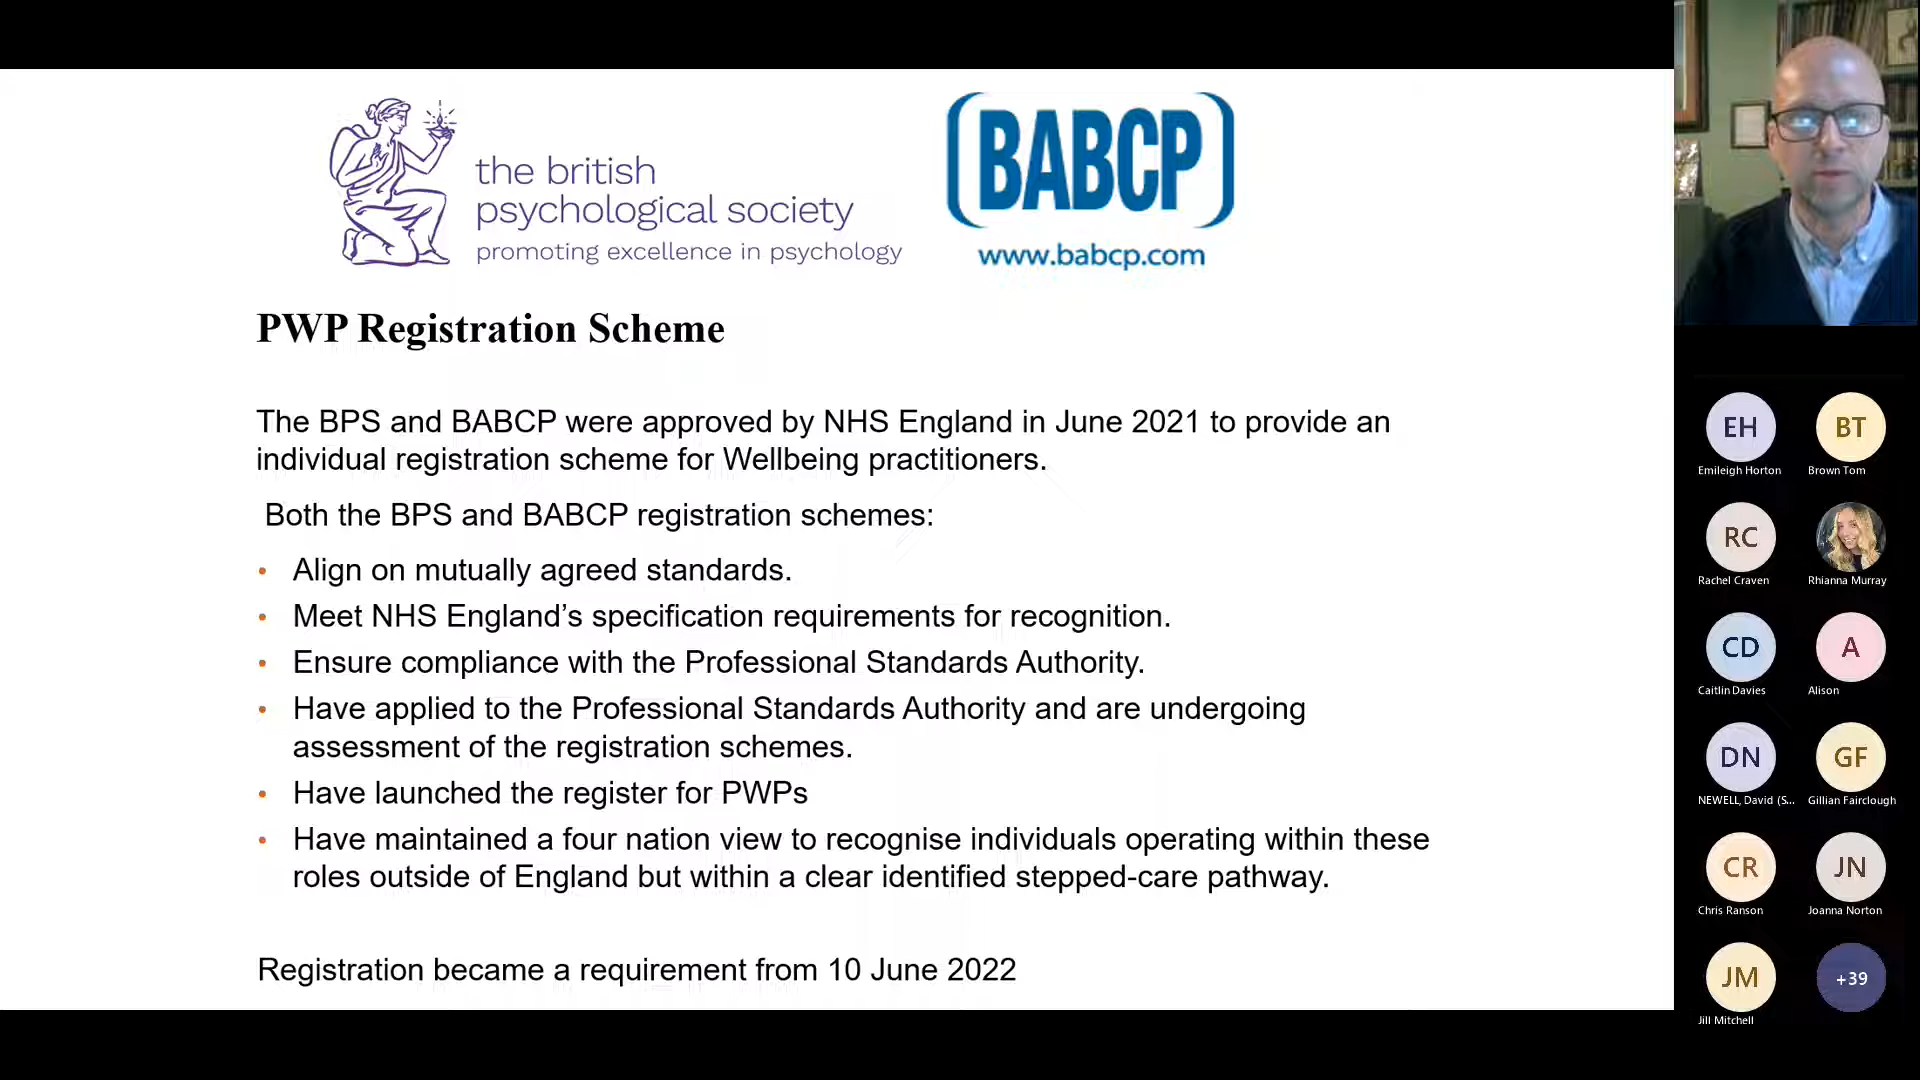 the british
psychological society
promoting excellence in psychology
BABCP
www.babcp.com
PWP Registration Scheme
The BPS and BABCP were approved by NHS England in June 2021 to provide an
individual registration scheme for Wellbeing practitioners.
Both the BPS and BABCP registration schemes:
• Align on mutually agreed standards.
• Meet NHS England’s specification requirements for recognition.
• Ensure compliance with the Professional Standards Authority.
• Have applied to the Professional Standards Authority and are undergoing
assessment of the registration schemes.
• Have launched the register for PWPs
• Have maintained a four nation view to recognise individuals operating within these
roles outside of England but within a clear identified stepped-care pathway.
Registration became a requirement from 10 June 2022
EH
BT
Emileigh Horton
Brown Tom
RC
Rachel Craven
Rhianna Murray
CD
A
Caitlin Davies
Alison
DN
GF
NEWELL, David (S...
Gillian Fairclough
CR
JN
Chris Ranson
Joanna Norton
JM
+39
Jill Mitchell